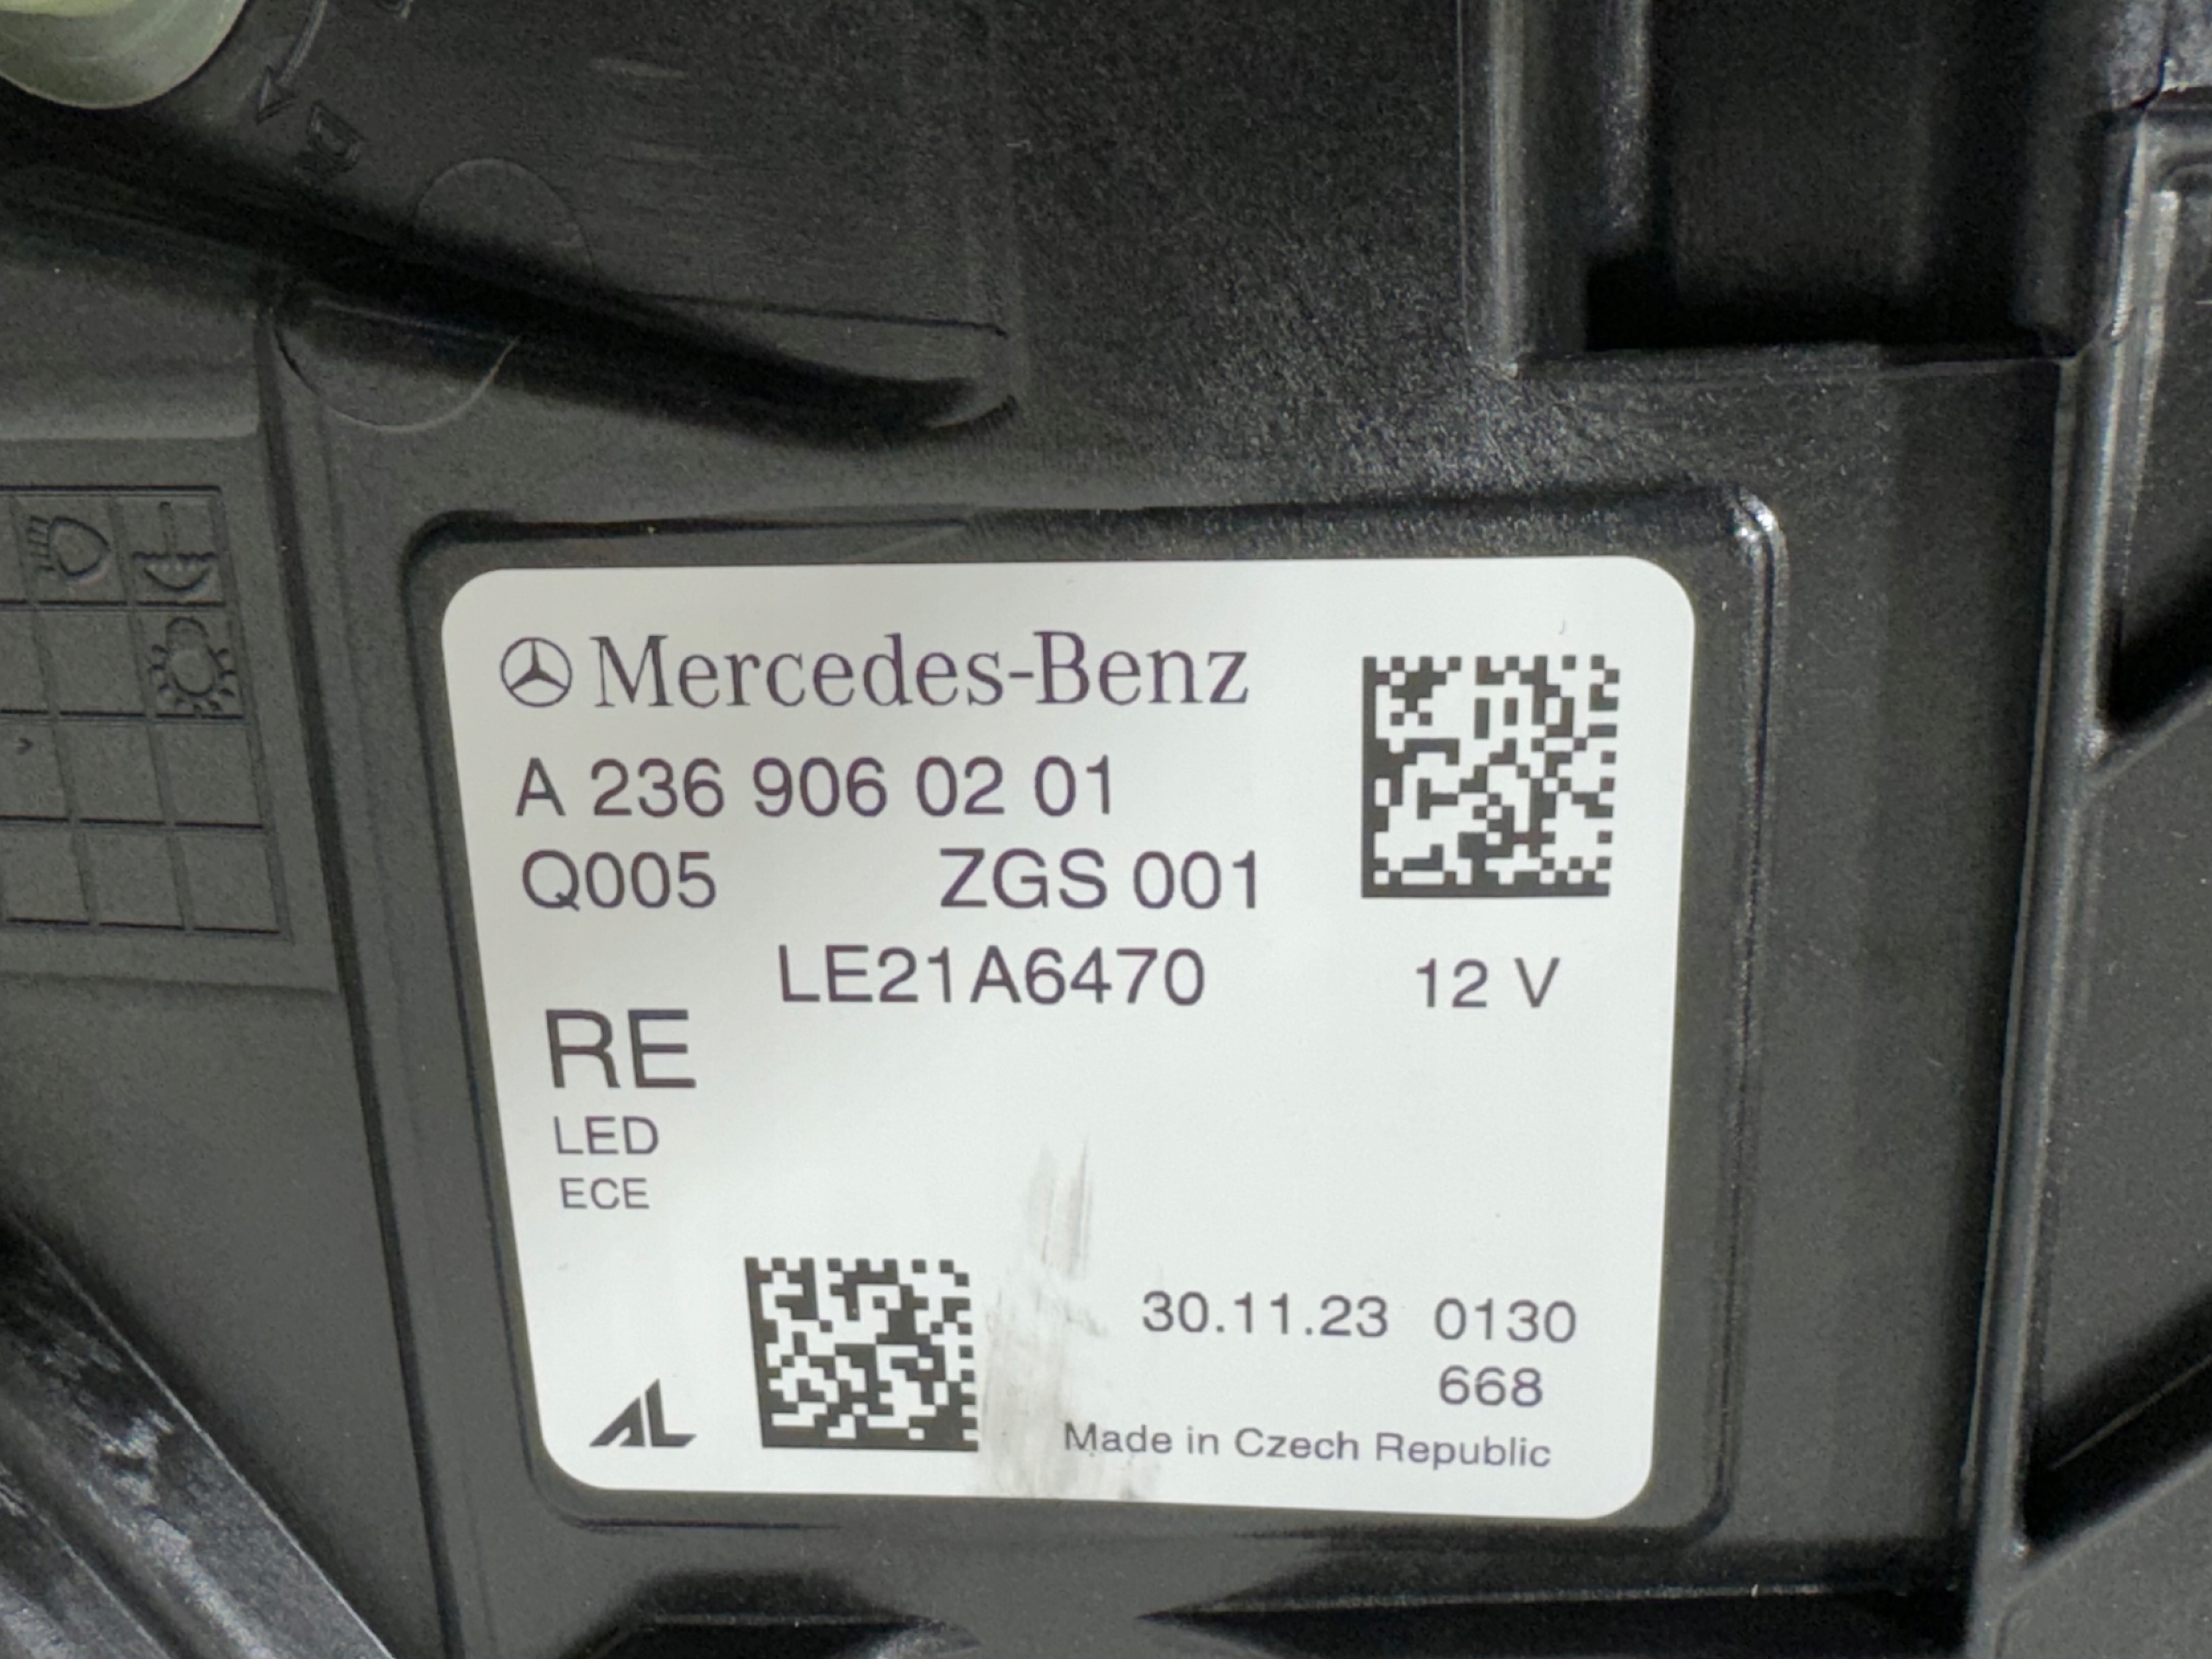 Mercedes-Benz
A 236 906 02 01
Q005 ZGS 001
LE21A6470 12 V
RE
LED
ECE
30.11.23 0130
668
AL
Made in Czech Republic